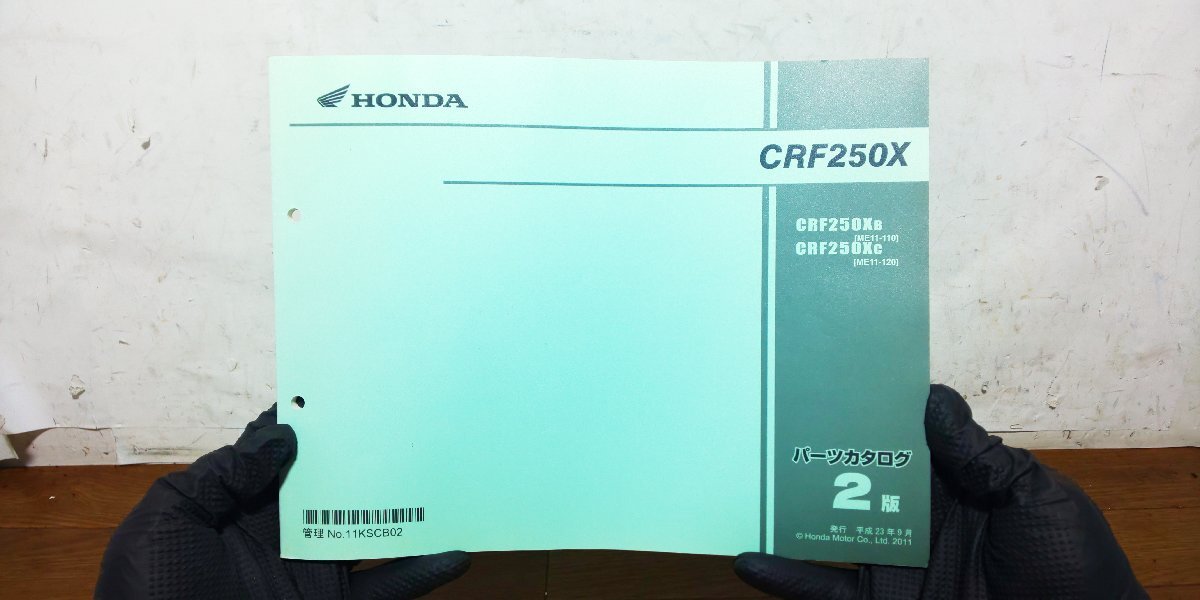 HONDA
CRF250X
CRF250XB
[ME11-110]
CRF250XC
[ME11-120]
パーツカタログ
2版
発行 平成23年9月
© Honda Motor Co., Ltd. 2011
管理 No.11KSCB02